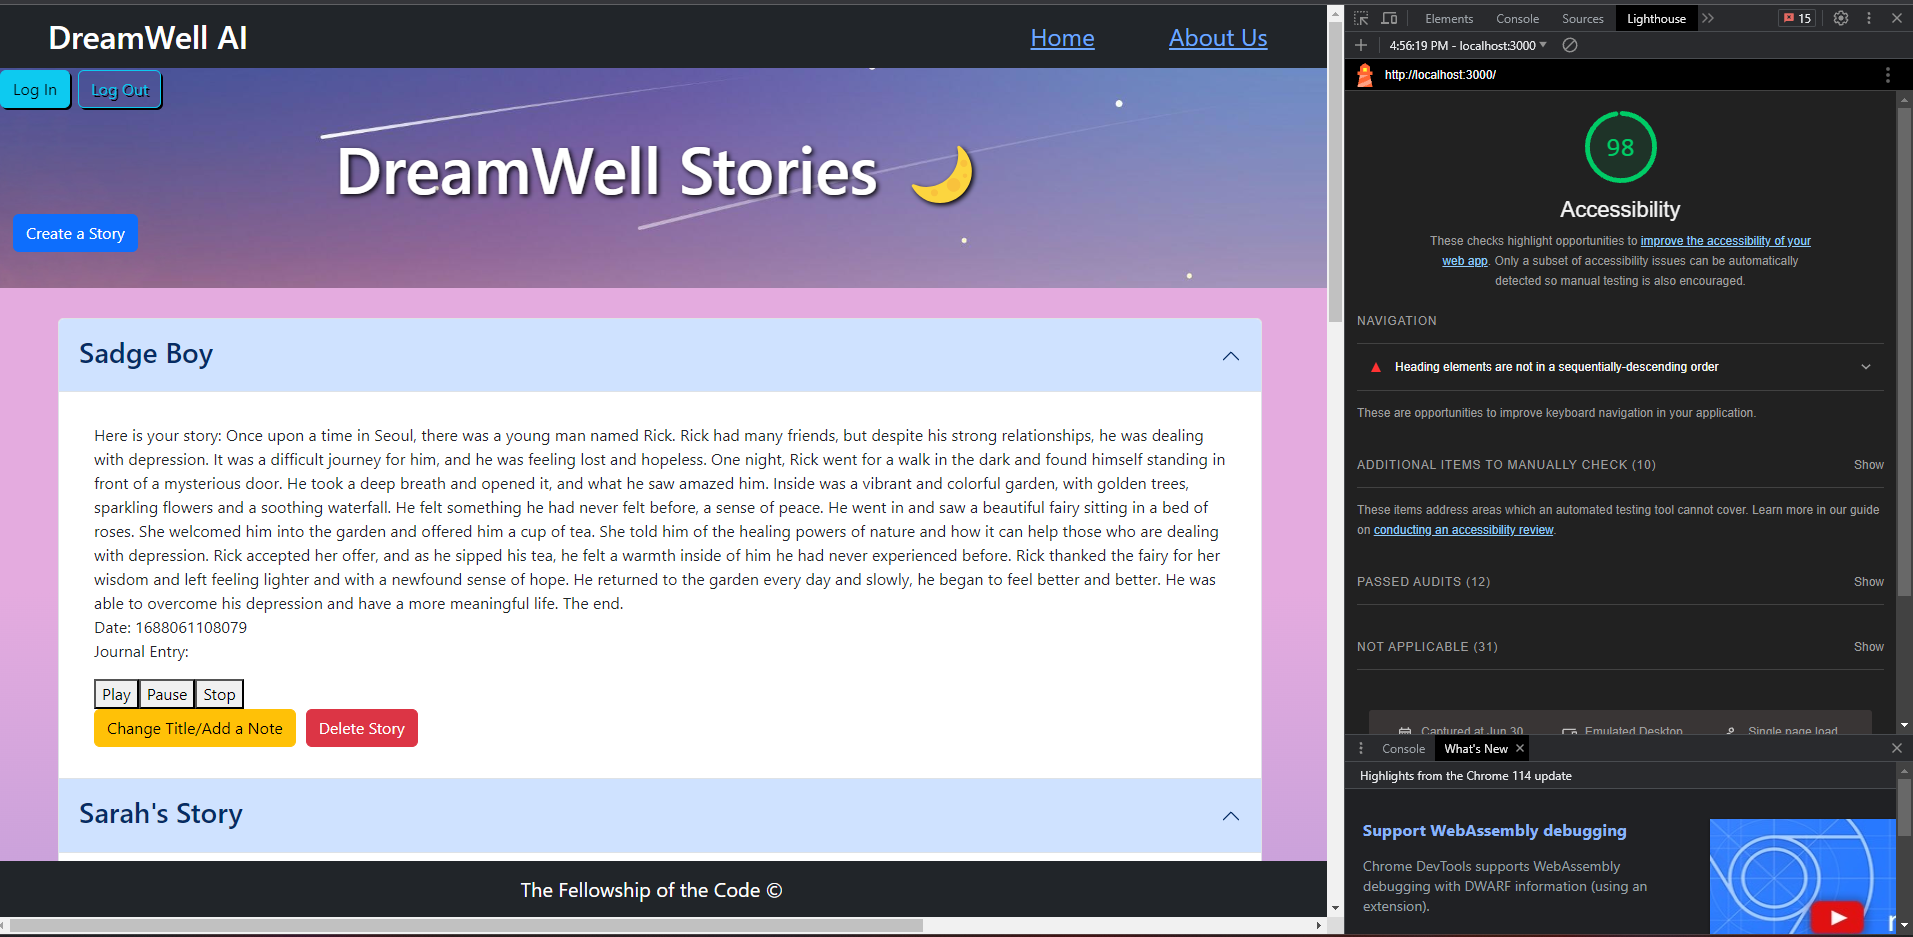 DreamWell AI
Home
About Us
Log In
Log Out
DreamWell Stories
Create a Story
Sadge Boy
Here is your story: Once upon a time in Seoul, there was a young man named Rick. Rick had many friends, but despite his strong relationships, he was dealing
with depression. It was a difficult journey for him, and he was feeling lost and hopeless. One night, Rick went for a walk in the dark and found himself standing in
front of a mysterious door. He took a deep breath and opened it, and what he saw amazed him. Inside was a vibrant and colorful garden, with golden trees,
sparkling flowers and a soothing waterfall. He felt something he had never felt before, a sense of peace. He went in and saw a beautiful fairy sitting in a bed of
roses. She welcomed him into the garden and offered him a cup of tea. She told him of the healing powers of nature and how it can help those who are dealing
with depression. Rick accepted her offer, and as he sipped his tea, he felt a warmth inside of him he had never experienced before. Rick thanked the fairy for her
wisdom and left feeling lighter and with a newfound sense of hope. He returned to the garden every day and slowly, he began to feel better and better. He was
able to overcome his depression and have a more meaningful life. The end.
Date: 1688061108079
Journal Entry:
Play
Pause
Stop
Change Title/Add a Note
Delete Story
Sarah's Story
The Fellowship of the Code ©
Elements
Console
Sources
Lighthouse
15
4:56:19 PM - localhost:3000
http://localhost:3000/
98
Accessibility
These checks highlight opportunities to improve the accessibility of your
web app. Only a subset of accessibility issues can be automatically
detected so manual testing is also encouraged.
NAVIGATION
Heading elements are not in a sequentially-descending order
These are opportunities to improve keyboard navigation in your application.
ADDITIONAL ITEMS TO MANUALLY CHECK (10)
Show
These items address areas which an automated testing tool cannot cover. Learn more in our guide
on conducting an accessibility review.
PASSED AUDITS (12)
Show
NOT APPLICABLE (31)
Show
Captured at Jun 30
Emulated Desktop
Single page load
Console
What's New
Highlights from the Chrome 114 update
Support WebAssembly debugging
Chrome DevTools supports WebAssembly
debugging with DWARF information (using an
extension).